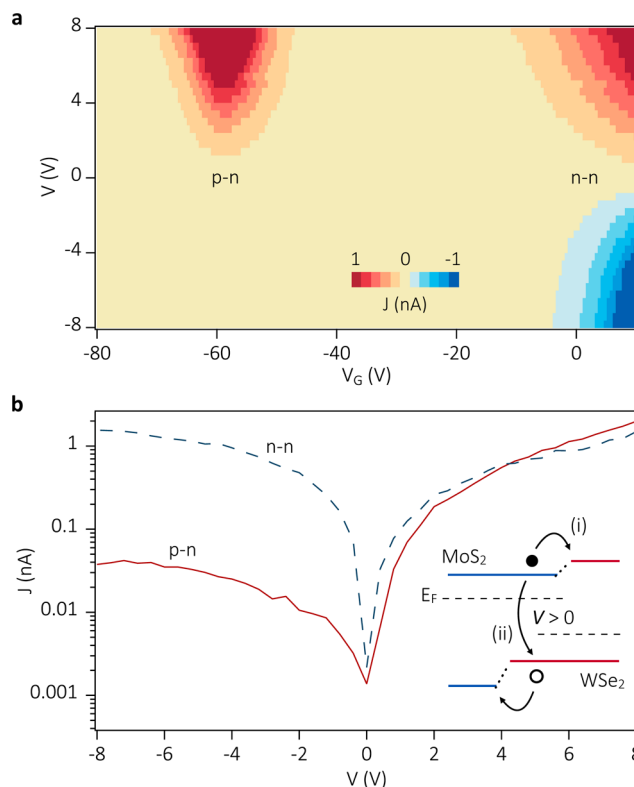 a
8
4
0
-4
-8
V (V)
p-n
n-n
1 0 -1
J (nA)
-80 -60 -40 -20 0
V_G (V)
b
1
0.1
0.01
0.001
J (nA)
n-n
p-n
(i)
MoS₂
E_F
V > 0
(ii)
WSe₂
-8 -6 -4 -2 0 2 4 6 8
V (V)